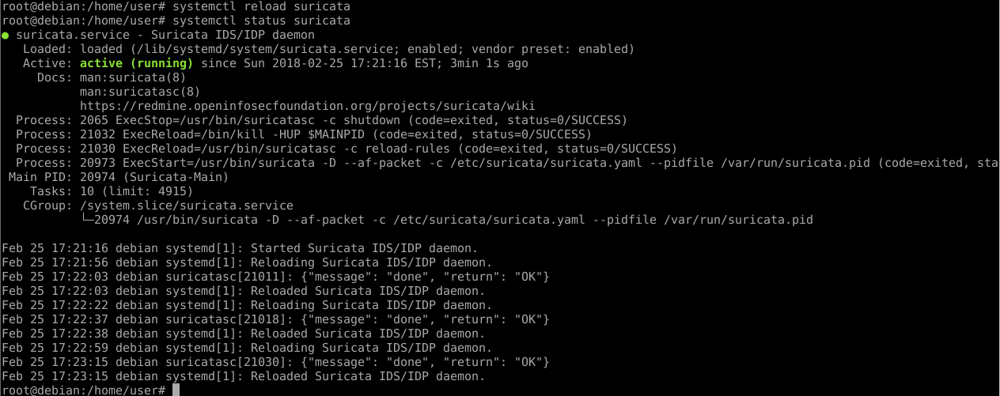 root@debian:/home/user# systemctl reload suricata
root@debian:/home/user# systemctl status suricata
● suricata.service - Suricata IDS/IDP daemon
   Loaded: loaded (/lib/systemd/system/suricata.service; enabled; vendor preset: enabled)
   Active: active (running) since Sun 2018-02-25 17:21:16 EST; 3min 1s ago
     Docs: man:suricata(8)
           man:suricatasc(8)
           https://redmine.openinfosecfoundation.org/projects/suricata/wiki
  Process: 2065 ExecStop=/usr/bin/suricatasc -c shutdown (code=exited, status=0/SUCCESS)
  Process: 21032 ExecReload=/bin/kill -HUP $MAINPID (code=exited, status=0/SUCCESS)
  Process: 21030 ExecReload=/usr/bin/suricatasc -c reload-rules (code=exited, status=0/SUCCESS)
  Process: 20973 ExecStart=/usr/bin/suricata -D --af-packet -c /etc/suricata/suricata.yaml --pidfile /var/run/suricata.pid (code=exited, sta
 Main PID: 20974 (Suricata-Main)
    Tasks: 10 (limit: 4915)
   CGroup: /system.slice/suricata.service
           └─20974 /usr/bin/suricata -D --af-packet -c /etc/suricata/suricata.yaml --pidfile /var/run/suricata.pid

Feb 25 17:21:16 debian systemd[1]: Started Suricata IDS/IDP daemon.
Feb 25 17:21:56 debian systemd[1]: Reloading Suricata IDS/IDP daemon.
Feb 25 17:22:03 debian suricatasc[21011]: {"message": "done", "return": "OK"}
Feb 25 17:22:03 debian systemd[1]: Reloaded Suricata IDS/IDP daemon.
Feb 25 17:22:22 debian systemd[1]: Reloading Suricata IDS/IDP daemon.
Feb 25 17:22:37 debian suricatasc[21018]: {"message": "done", "return": "OK"}
Feb 25 17:22:38 debian systemd[1]: Reloaded Suricata IDS/IDP daemon.
Feb 25 17:22:59 debian systemd[1]: Reloading Suricata IDS/IDP daemon.
Feb 25 17:23:15 debian suricatasc[21030]: {"message": "done", "return": "OK"}
Feb 25 17:23:15 debian systemd[1]: Reloaded Suricata IDS/IDP daemon.
root@debian:/home/user#